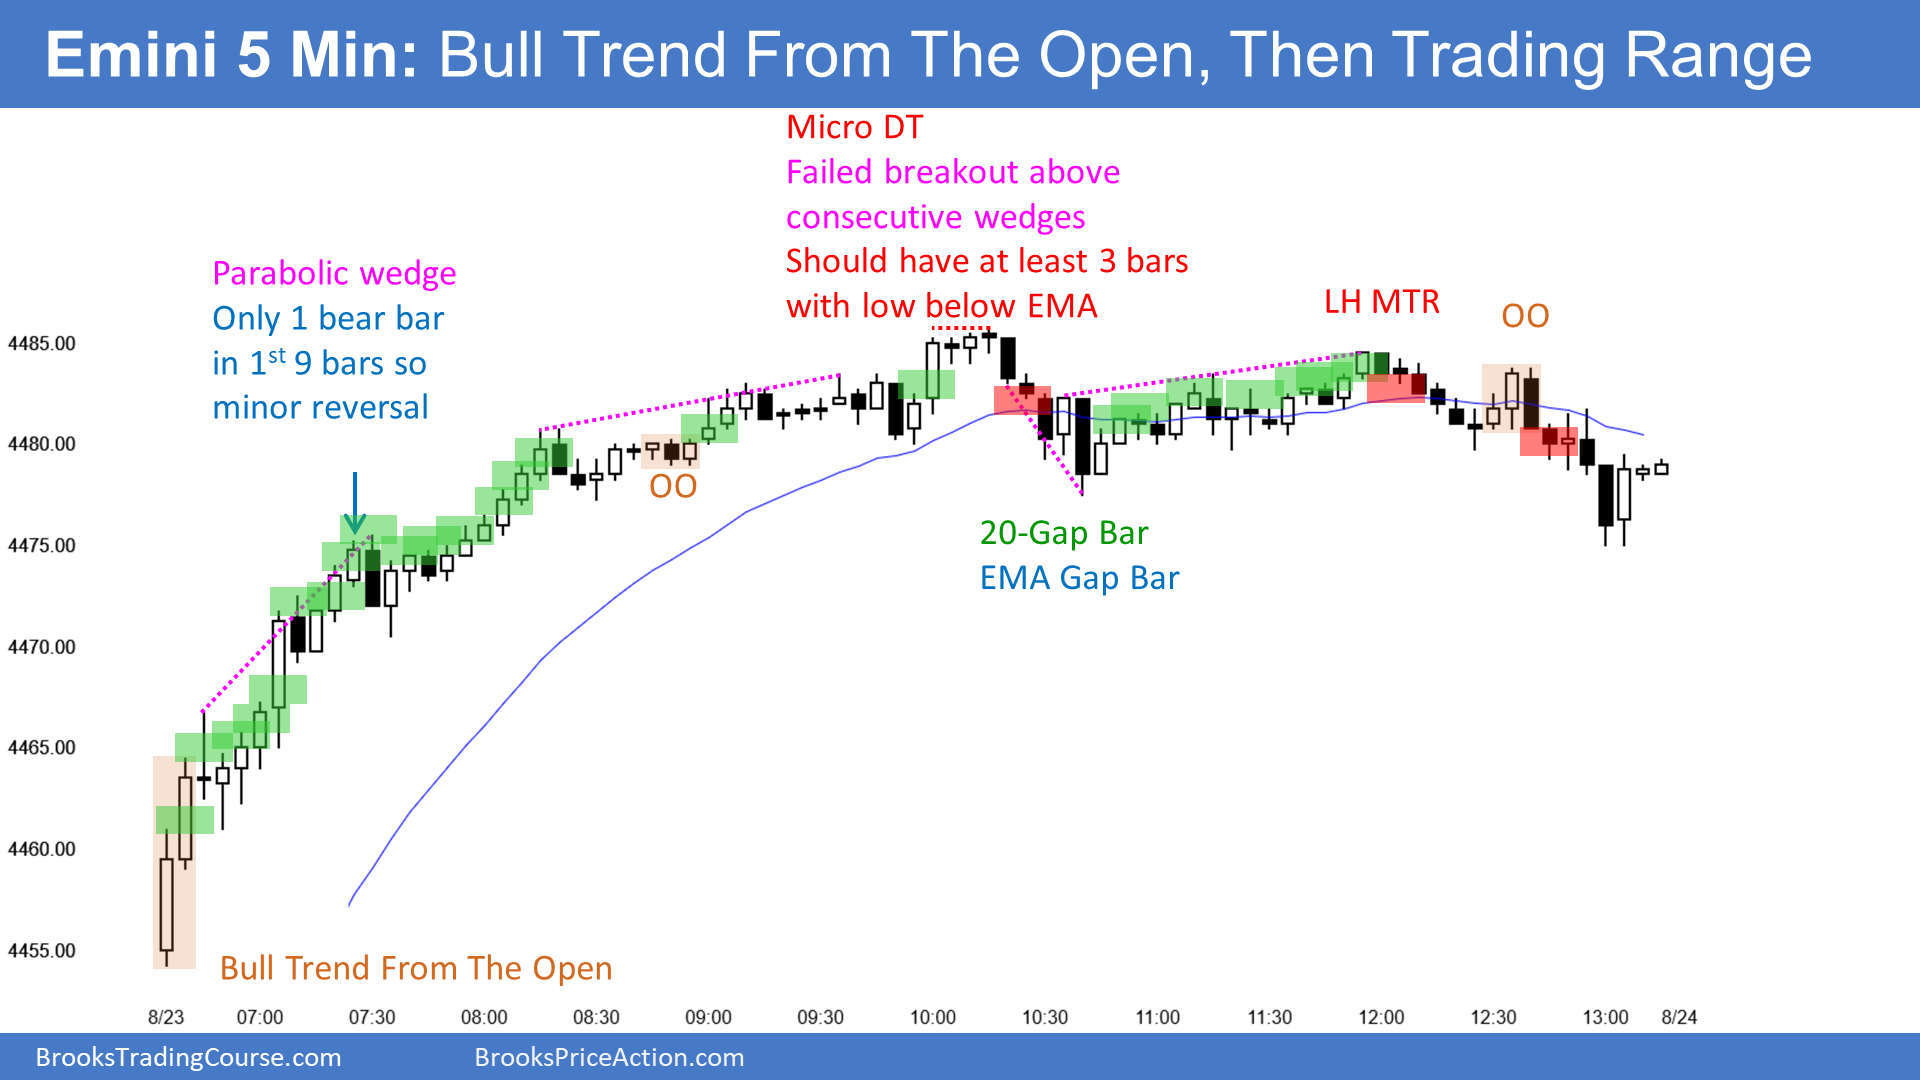 Emini 5 Min: Bull Trend From The Open, Then Trading Range
Micro DT
Failed breakout above
consecutive wedges
Should have at least 3 bars
with low below EMA
Parabolic wedge
Only 1 bear bar
in 1st 9 bars so
minor reversal
LH MTR
OO
OO
20-Gap Bar
EMA Gap Bar
Bull Trend From The Open
4485.00
4480.00
4475.00
4470.00
4465.00
4460.00
4455.00
8/23 07:00 07:30 08:00 08:30 09:00 09:30 10:00 10:30 11:00 11:30 12:00 12:30 13:00 8/24
BrooksTradingCourse.com BrooksPriceAction.com